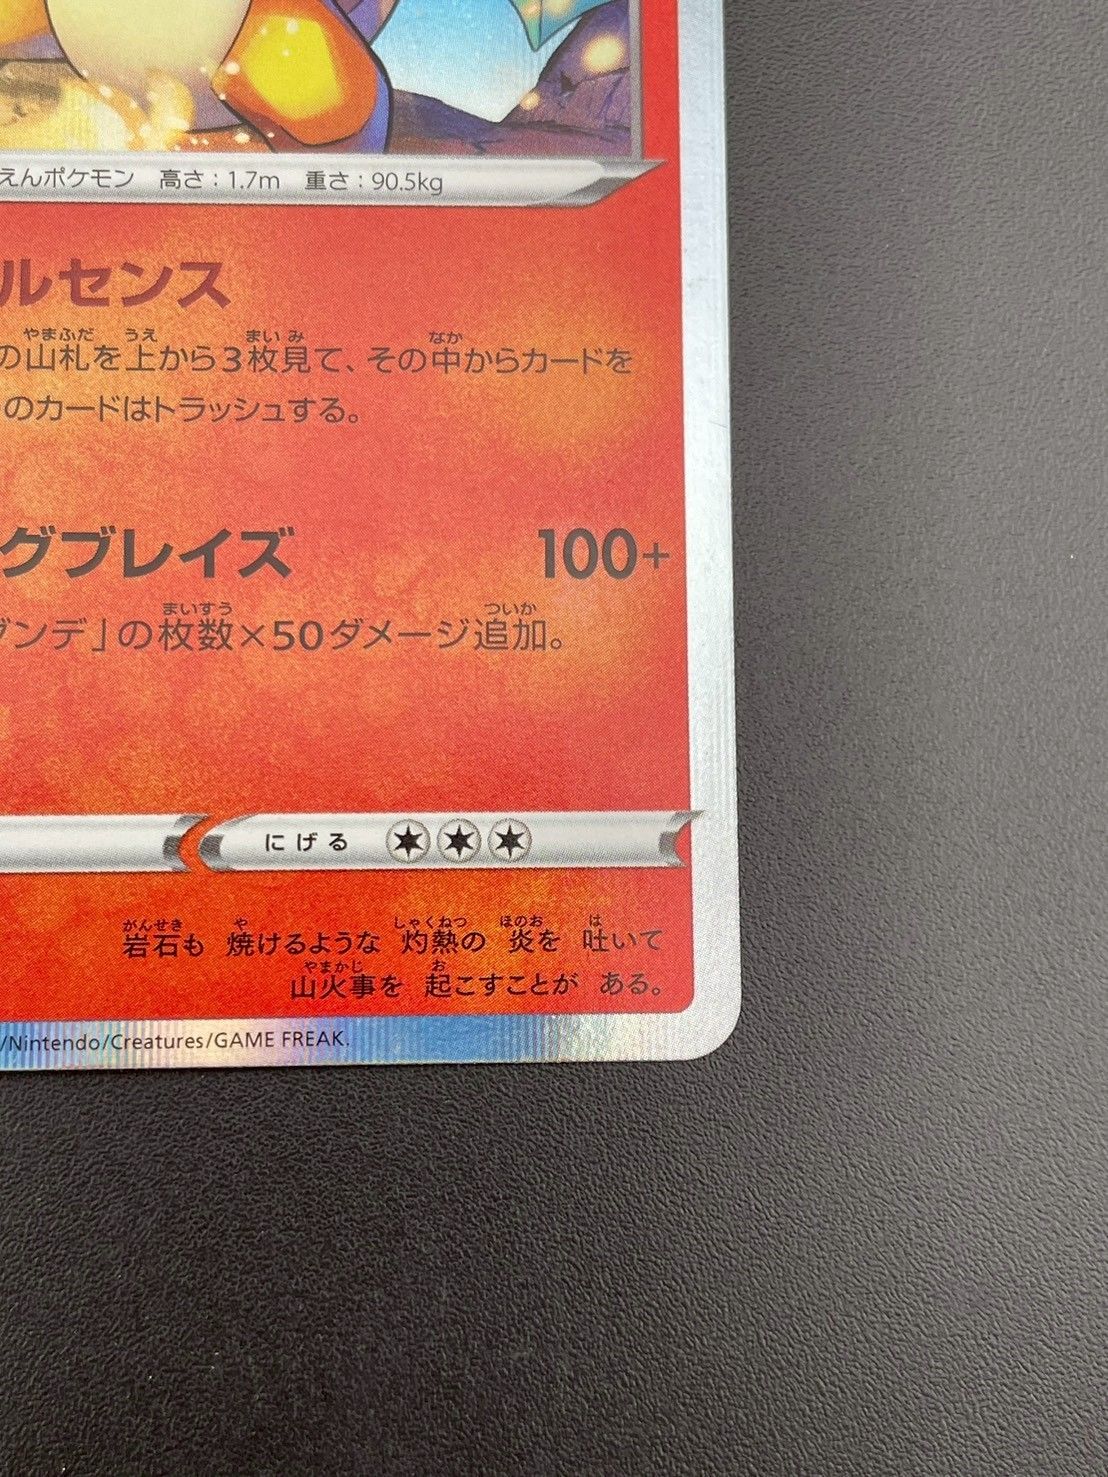 えんポケモン 高さ：1.7m 重さ：90.5kg
ルセンス
の山札を上から3枚見て、その中からカードを
のカードはトラッシュする。
グブレイズ 100+
ダンデ」の枚数×50ダメージ追加。
にげる
岩石も 焼けるような 灼熱の 炎を 吐いて
山火事を 起こすことが ある。
/Nintendo/Creatures/GAME FREAK.